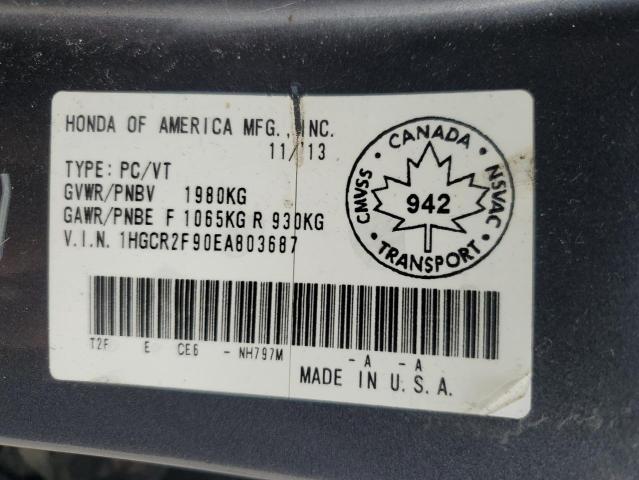 HONDA OF AMERICA MFG., INC.
11/13
TYPE: PC/VT
GVWR/PNBV 1980KG
GAWR/PNBE F 1065KG R 930KG
V.I.N. 1HGCR2F90EA803687
CANADA
CMVSS
NSVAC
942
TRANSPORT
T2F E CE6 - NH797M -A -A
MADE IN U.S.A.